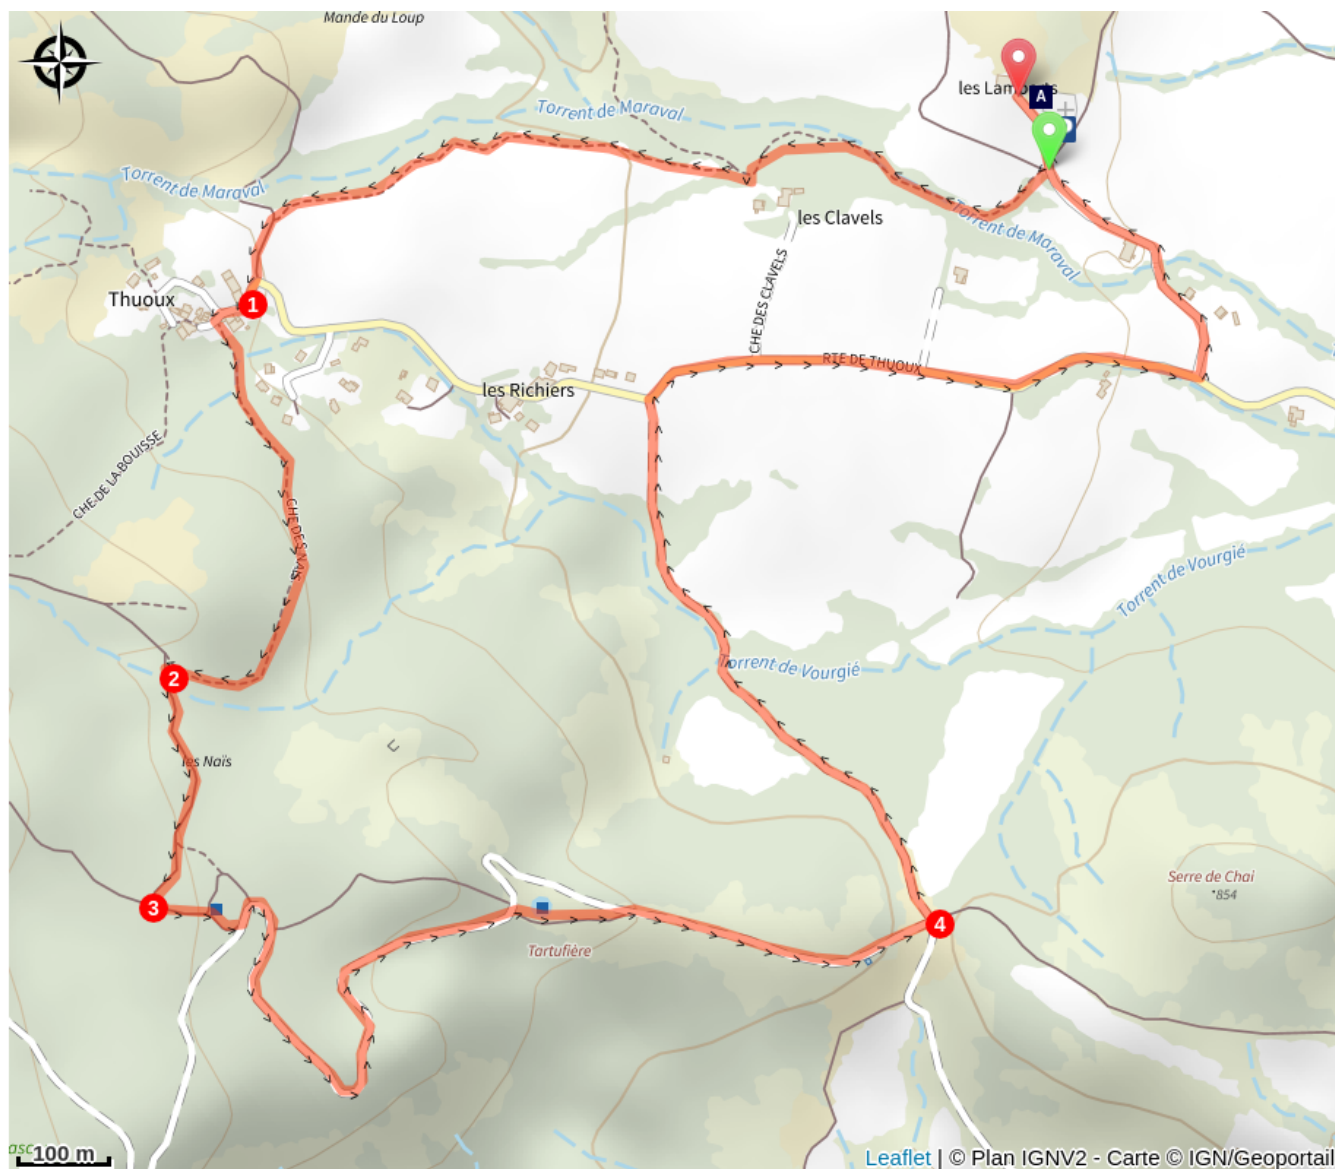 Mande du Loup
les Lamberts
A
Torrent de Maraval
Torrent de Maraval
les Clavels
Torrent de Maraval
CHE DES CLAVELS
Thuoux
1
RTE DE THUOUX
les Richiers
CHE DE LA BOUISSE
CHE DES NAÏS
Torrent de Vourgié
Torrent de Vourgié
2
les Naïs
Serre de Chai
854
3
4
Tartufière
100 m
Leaflet | © Plan IGNV2 - Carte © IGN/Geoportail